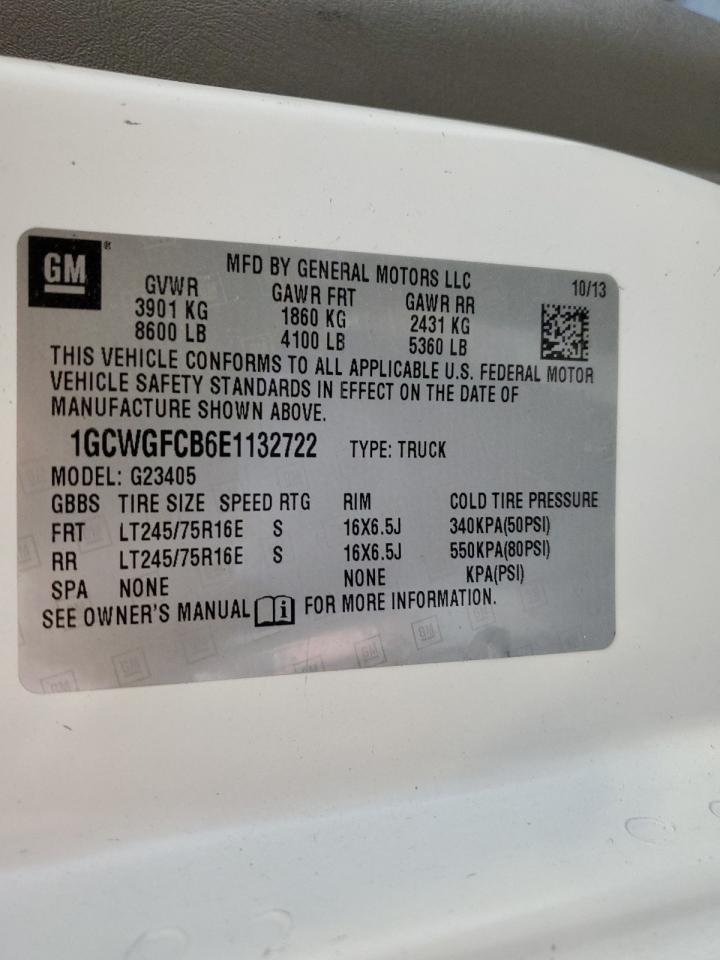 GM
MFD BY GENERAL MOTORS LLC 10/13
GVWR GAWR FRT GAWR RR
3901 KG 1860 KG 2431 KG
8600 LB 4100 LB 5360 LB
THIS VEHICLE CONFORMS TO ALL APPLICABLE U.S. FEDERAL MOTOR
VEHICLE SAFETY STANDARDS IN EFFECT ON THE DATE OF
MANUFACTURE SHOWN ABOVE.
1GCWGFCB6E1132722 TYPE: TRUCK
MODEL: G23405
GBBS TIRE SIZE SPEED RTG RIM COLD TIRE PRESSURE
FRT LT245/75R16E S 16X6.5J 340KPA(50PSI)
RR LT245/75R16E S 16X6.5J 550KPA(80PSI)
SPA NONE NONE KPA(PSI)
SEE OWNER'S MANUAL FOR MORE INFORMATION.